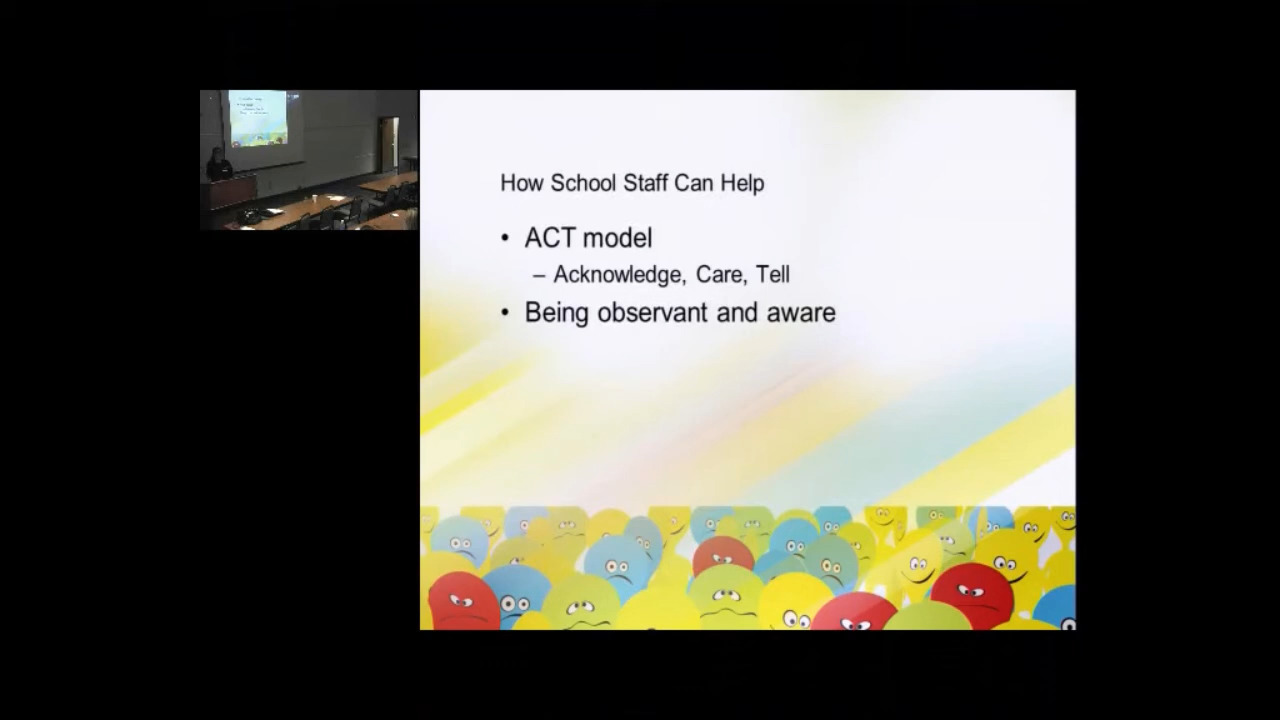 How School Staff Can Help
• ACT model
– Acknowledge, Care, Tell
• Being observant and aware